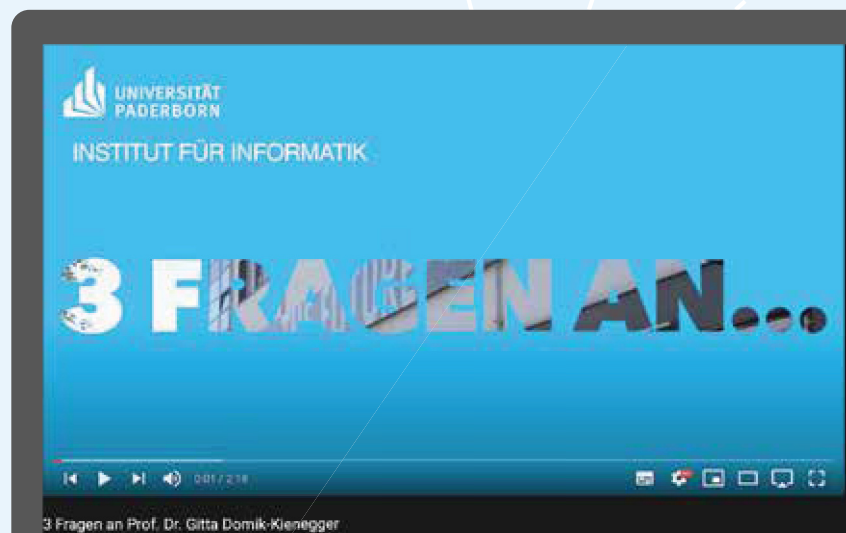 UNIVERSITÄT
PADERBORN
INSTITUT FÜR INFORMATIK
3 FRAGEN AN...
0:01 / 2:18
3 Fragen an Prof. Dr. Gitta Domik-Kienegger